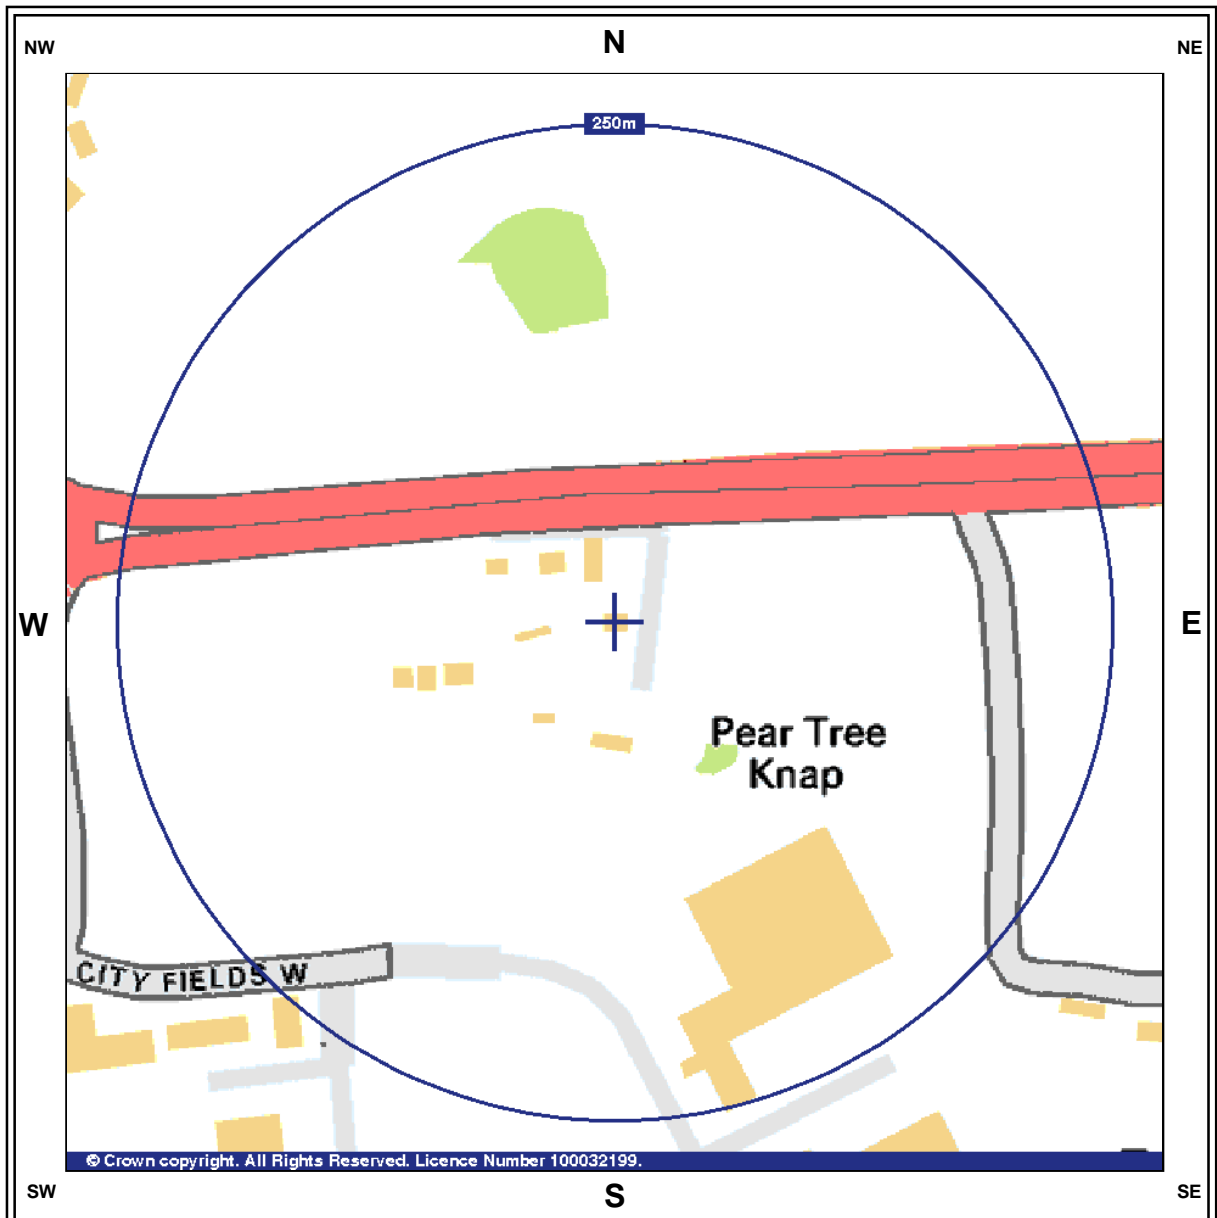 N
NW
NE
250m
W
E
Pear Tree
Knap
CITY FIELDS W
© Crown copyright. All Rights Reserved. Licence Number 100032199.
SW
S
SE